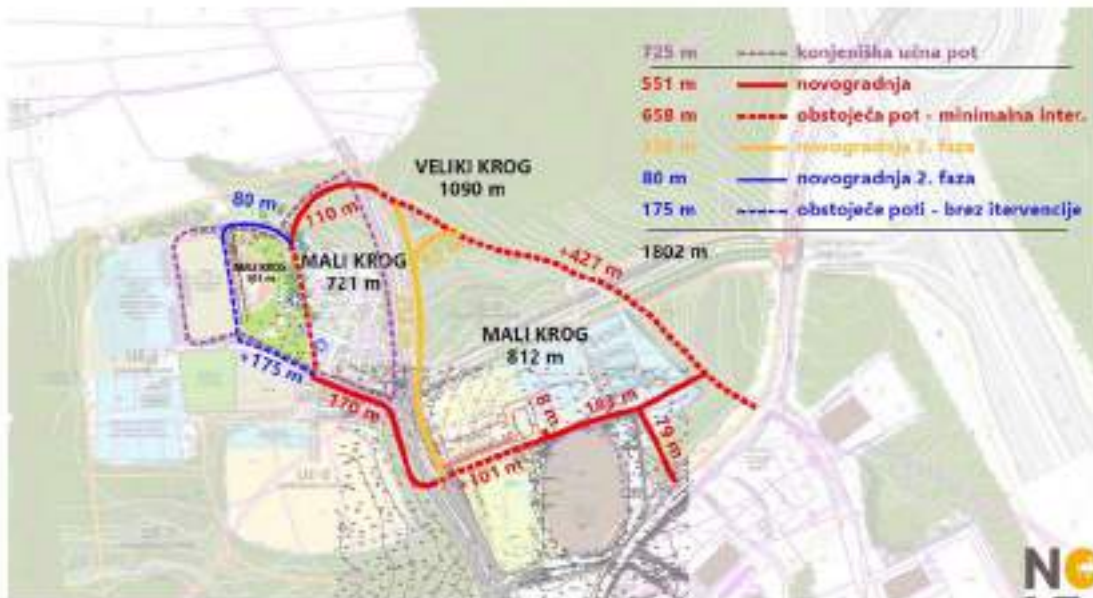 725 m konjeniška učna pot
551 m novogradnja
658 m obstoječa pot - minimalna inter.
novogradnja 2. faza
80 m novogradnja 2. faza
175 m obstoječe poti - brez itervencije
1802 m
VELIKI KROG
1090 m
80 m
110 m
MALI KROG
MALI KROG
721 m
+427 m
MALI KROG
812 m
+175 m
170 m
8 m
183 m
79 m
101 m